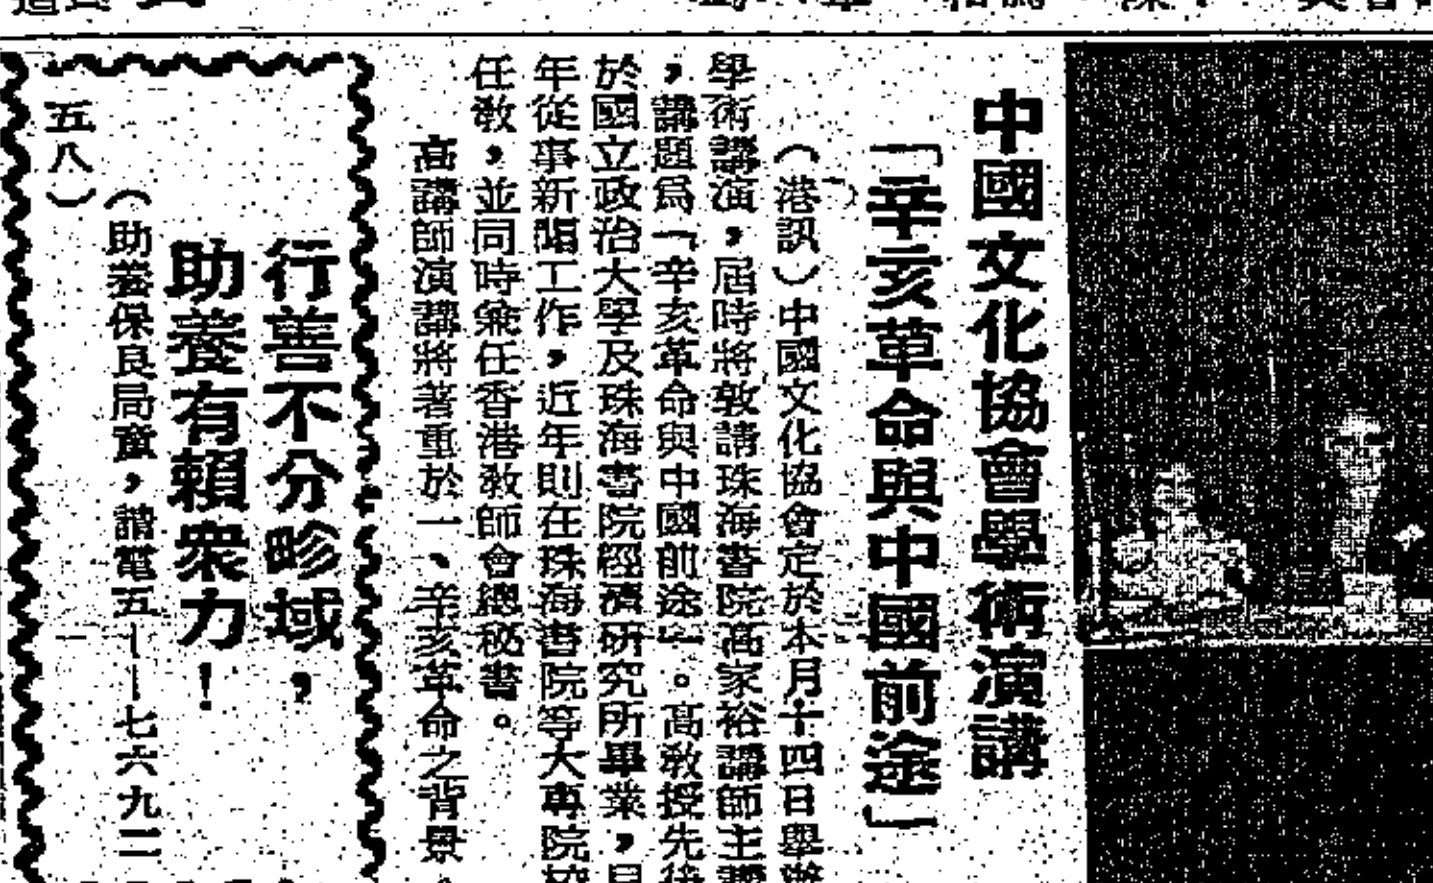 中國文化協會學術演講
「辛亥革命與中國前途」
（港訊）中國文化協會定於本月十四日舉辦
學術講演，屆時將敦請珠海書院高家裕講師主講
，講題爲「辛亥革命與中國前途」。高教授先後
於國立政治大學及珠海書院經濟研究所畢業，早
年從事新聞工作，近年則在珠海書院等大專院校
任教，並同時兼任香港教師會總秘書。
高講師演講將著重於一、辛亥革命之背景
行善不分畛域，
助養有賴衆力！
（助養保良局童，請電五——七六九二
五八）